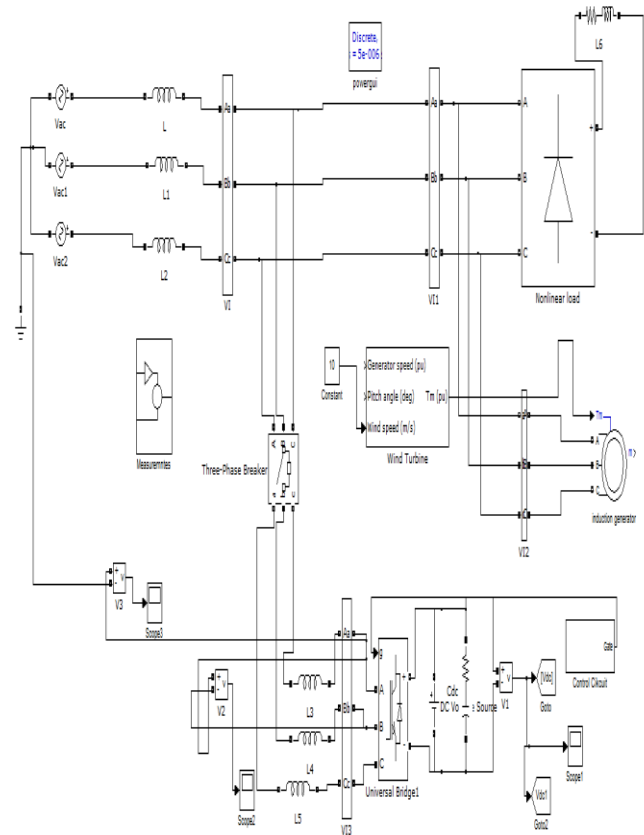 Discrete,
s = 5e-006
powergui
L6
Vac
L
Aa
Aa
A
+
Vac1
L1
Bb
Bb
B
Vac2
L2
Cc
Cc
C
-
VI
VI1
Nonlinear load
10
Constant
Generator speed (pu)
Pitch angle (deg)
Tm (pu)
Wind speed (m/s)
Wind Turbine
Measuremntes
Three-Phase Breaker
A
C
Tm
A
B
C
m
induction generator
VI2
+
-
v
V3
Scope3
Aa
g
A
+
Gate
Control Cikcuit
+
-
v
V2
L3
Bb
B
Cdc
DC Vo
e Source
+
-
v
V1
[Vdc]
Goto
L4
C
-
Scope1
Universal Bridge1
Scope2
L5
Cc
VI3
Vdc1
Goto2